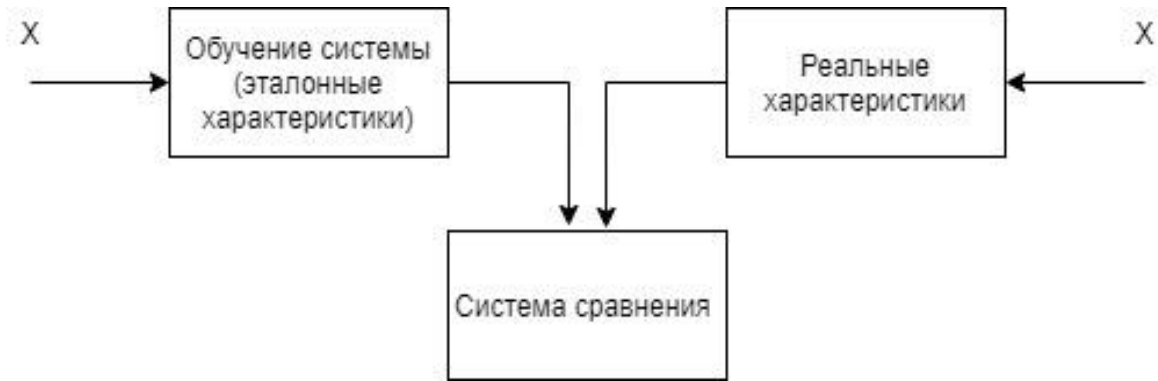 X
Обучение системы
(эталонные
характеристики)
Реальные
характеристики
X
Система сравнения